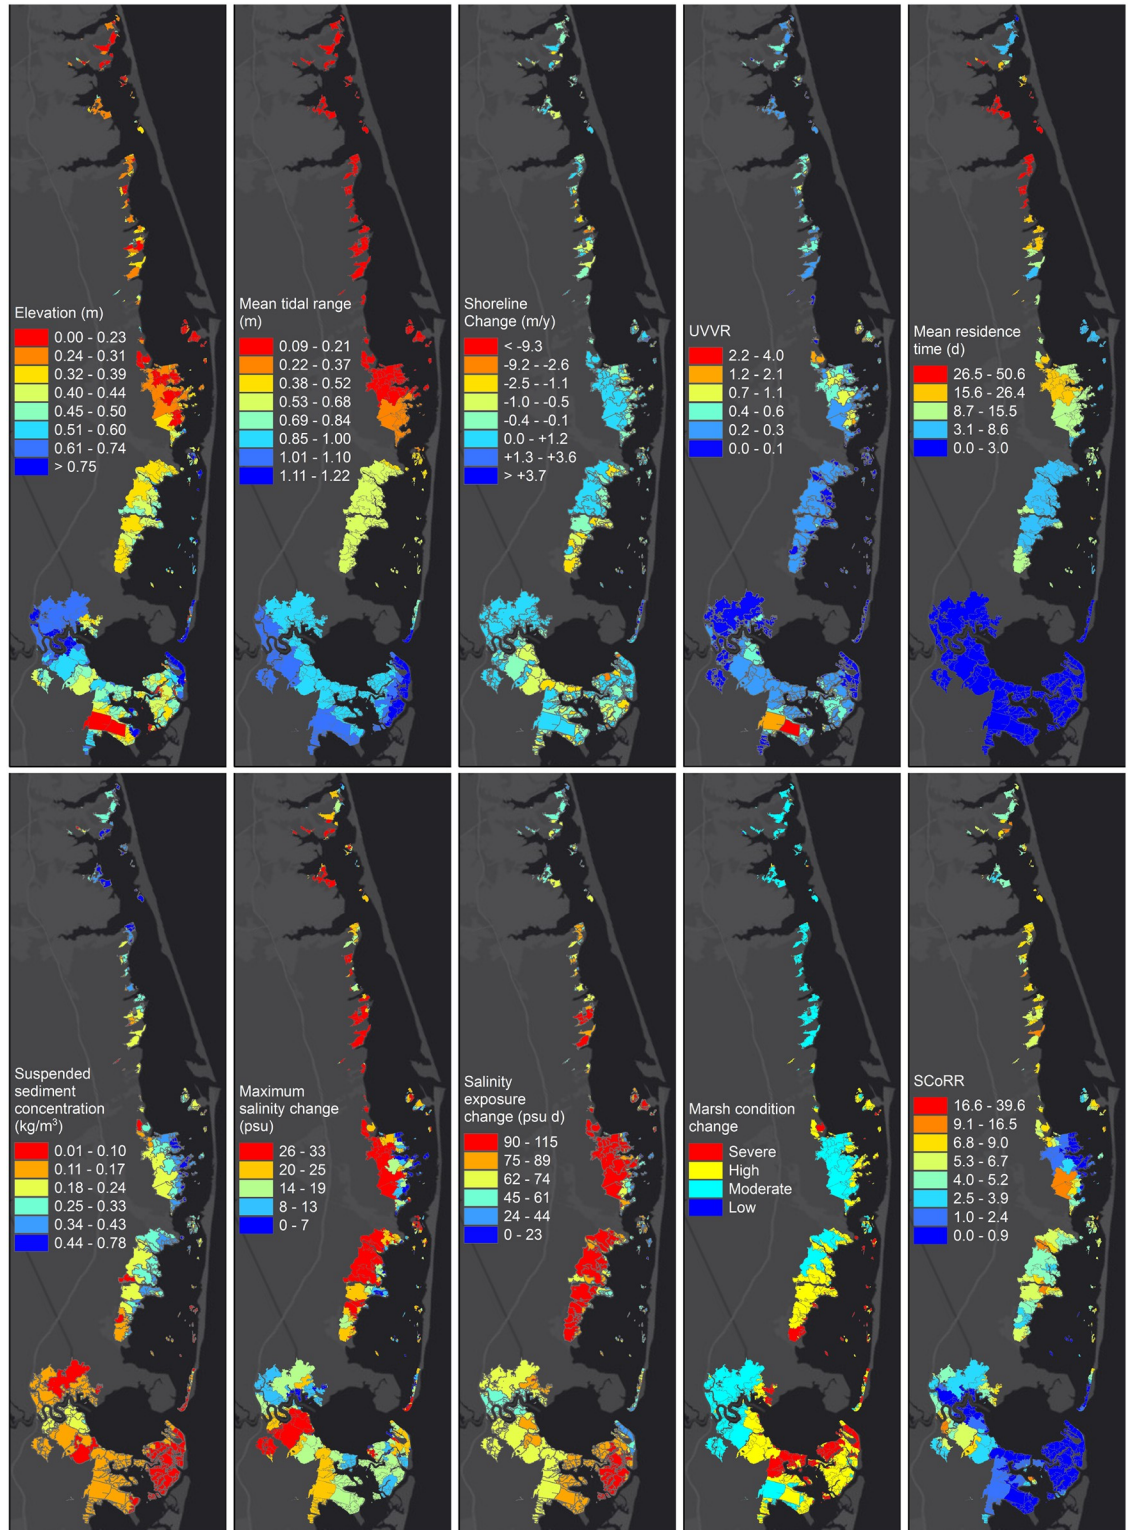 Elevation (m)
0.00 - 0.23
0.24 - 0.31
0.32 - 0.39
0.40 - 0.44
0.45 - 0.50
0.51 - 0.60
0.61 - 0.74
> 0.75
Mean tidal range
(m)
0.09 - 0.21
0.22 - 0.37
0.38 - 0.52
0.53 - 0.68
0.69 - 0.84
0.85 - 1.00
1.01 - 1.10
1.11 - 1.22
Shoreline
Change (m/y)
< -9.3
-9.2 - -2.6
-2.5 - -1.1
-1.0 - -0.5
-0.4 - -0.1
0.0 - +1.2
+1.3 - +3.6
> +3.7
UVVR
2.2 - 4.0
1.2 - 2.1
0.7 - 1.1
0.4 - 0.6
0.2 - 0.3
0.0 - 0.1
Mean residence
time (d)
26.5 - 50.6
15.6 - 26.4
8.7 - 15.5
3.1 - 8.6
0.0 - 3.0
Suspended
sediment
concentration
(kg/m³)
0.01 - 0.10
0.11 - 0.17
0.18 - 0.24
0.25 - 0.33
0.34 - 0.43
0.44 - 0.78
Maximum
salinity change
(psu)
26 - 33
20 - 25
14 - 19
8 - 13
0 - 7
Salinity
exposure
change (psu d)
90 - 115
75 - 89
62 - 74
45 - 61
24 - 44
0 - 23
Marsh condition
change
Severe
High
Moderate
Low
SCoRR
16.6 - 39.6
9.1 - 16.5
6.8 - 9.0
5.3 - 6.7
4.0 - 5.2
2.5 - 3.9
1.0 - 2.4
0.0 - 0.9